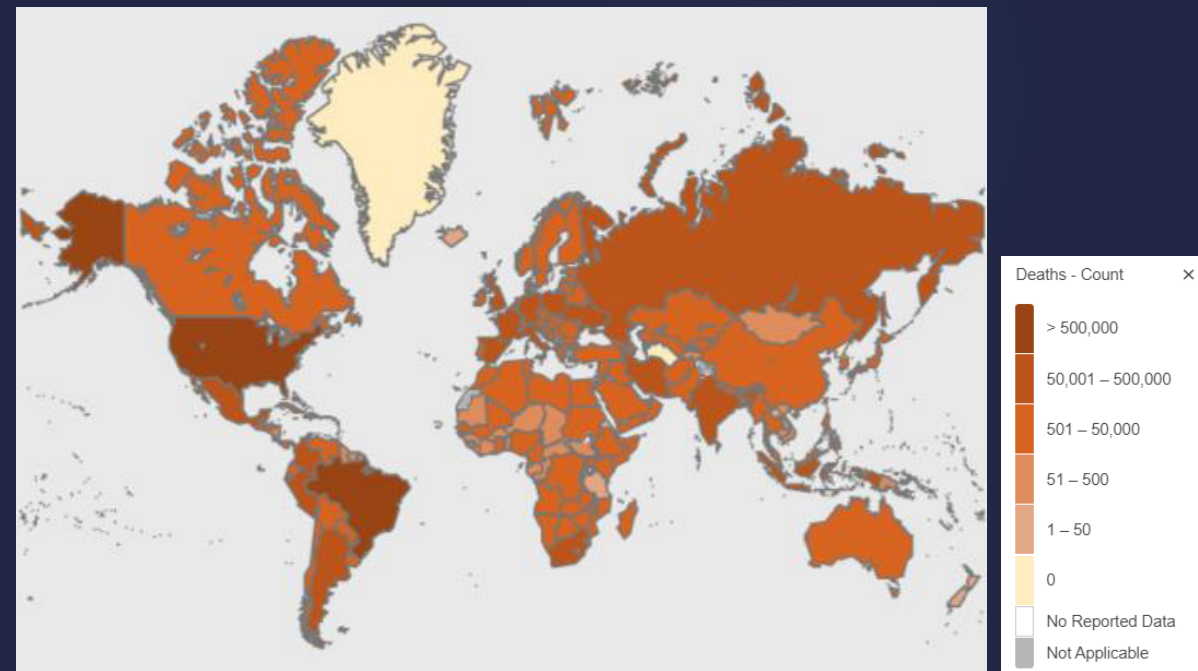 Deaths - Count ×
> 500,000
50,001 – 500,000
501 – 50,000
51 – 500
1 – 50
0
No Reported Data
Not Applicable